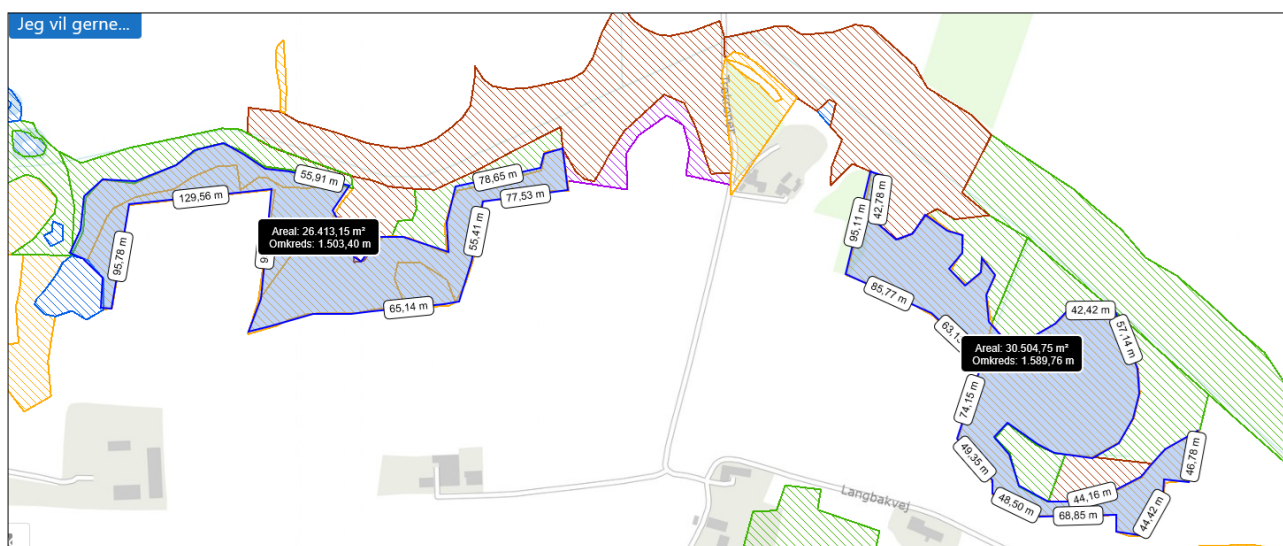 Jeg vil gerne...
Trehøner
55,91 m
129,56 m
95,78 m
Areal: 26.413,15 m²
Omkreds: 1.503,40 m
65,14 m
55,41 m
78,65 m
77,53 m
42,78 m
95,11 m
85,77 m
42,42 m
57,14 m
Areal: 30.504,75 m²
Omkreds: 1.589,76 m
74,15 m
49,35 m
48,50 m
68,85 m
44,16 m
44,42 m
46,78 m
Langbakvej